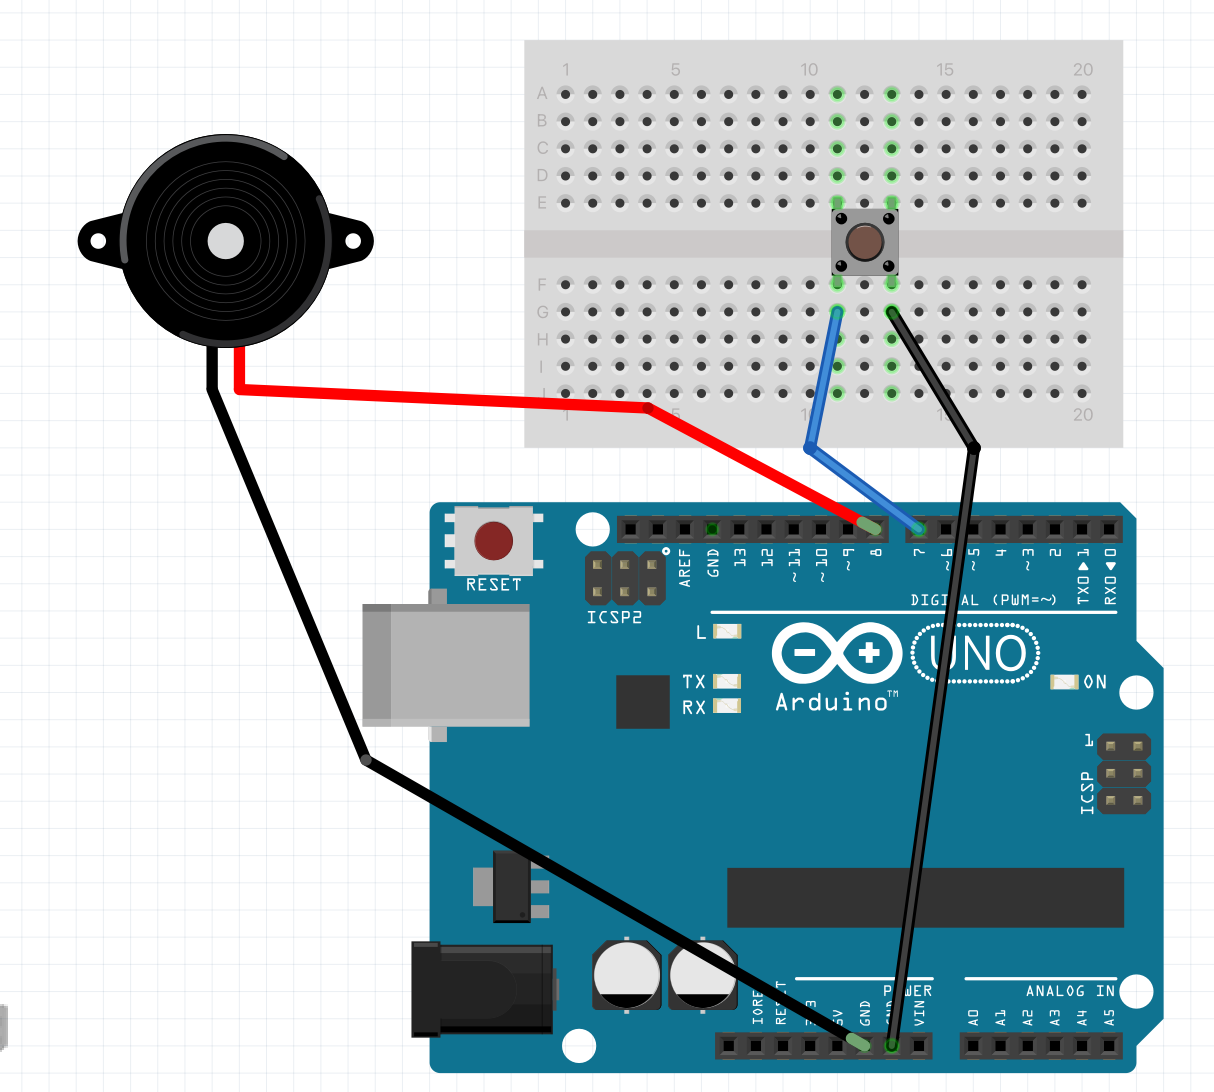 1 5 10 15 20
A
B
C
D
E
F
G
H
I
J
1 5 10 15 20
RESET
ICSP2
AREF
GND
13
12
~11
~10
~9
8
7
~6
~5
4
~3
2
TX0▶1
RX0◀0
DIGITAL (PWM=~)
L
TX
RX
UNO
Arduino™
ON
1
ICSP
POWER
ANALOG IN
IOREF
RESET
3V3
5V
GND
GND
VIN
A0
A1
A2
A3
A4
A5